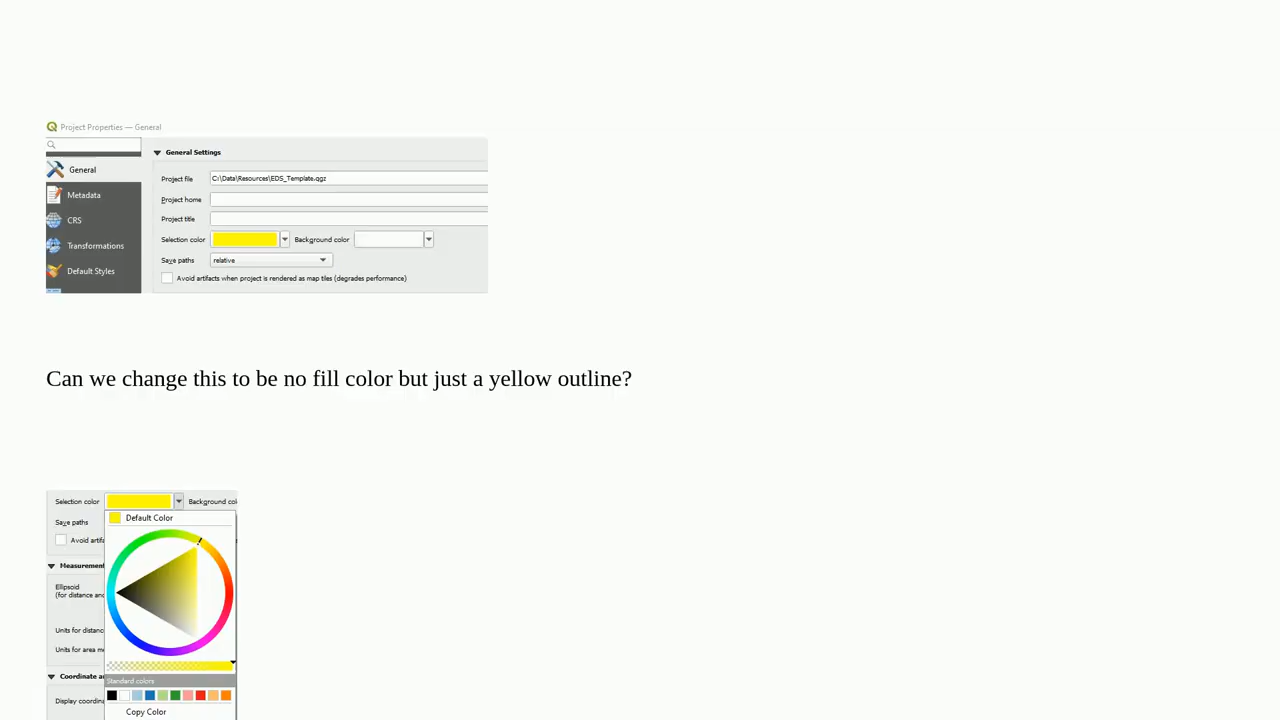 Project Properties — General
General Settings
General
Project file C:\Data\Resources\EDS_Template.qgz
Metadata
Project home
CRS
Project title
Selection color Background color
Transformations
Save paths relative
Default Styles
Avoid artifacts when project is rendered as map tiles (degrades performance)
Can we change this to be no fill color but just a yellow outline?
Selection color Background col
Default Color
Save paths
Avoid artifa
Measurement
Ellipsoid
(for distance and
Units for distanc
Units for area me
Coordinate a
Standard colors
Display coordina
Copy Color